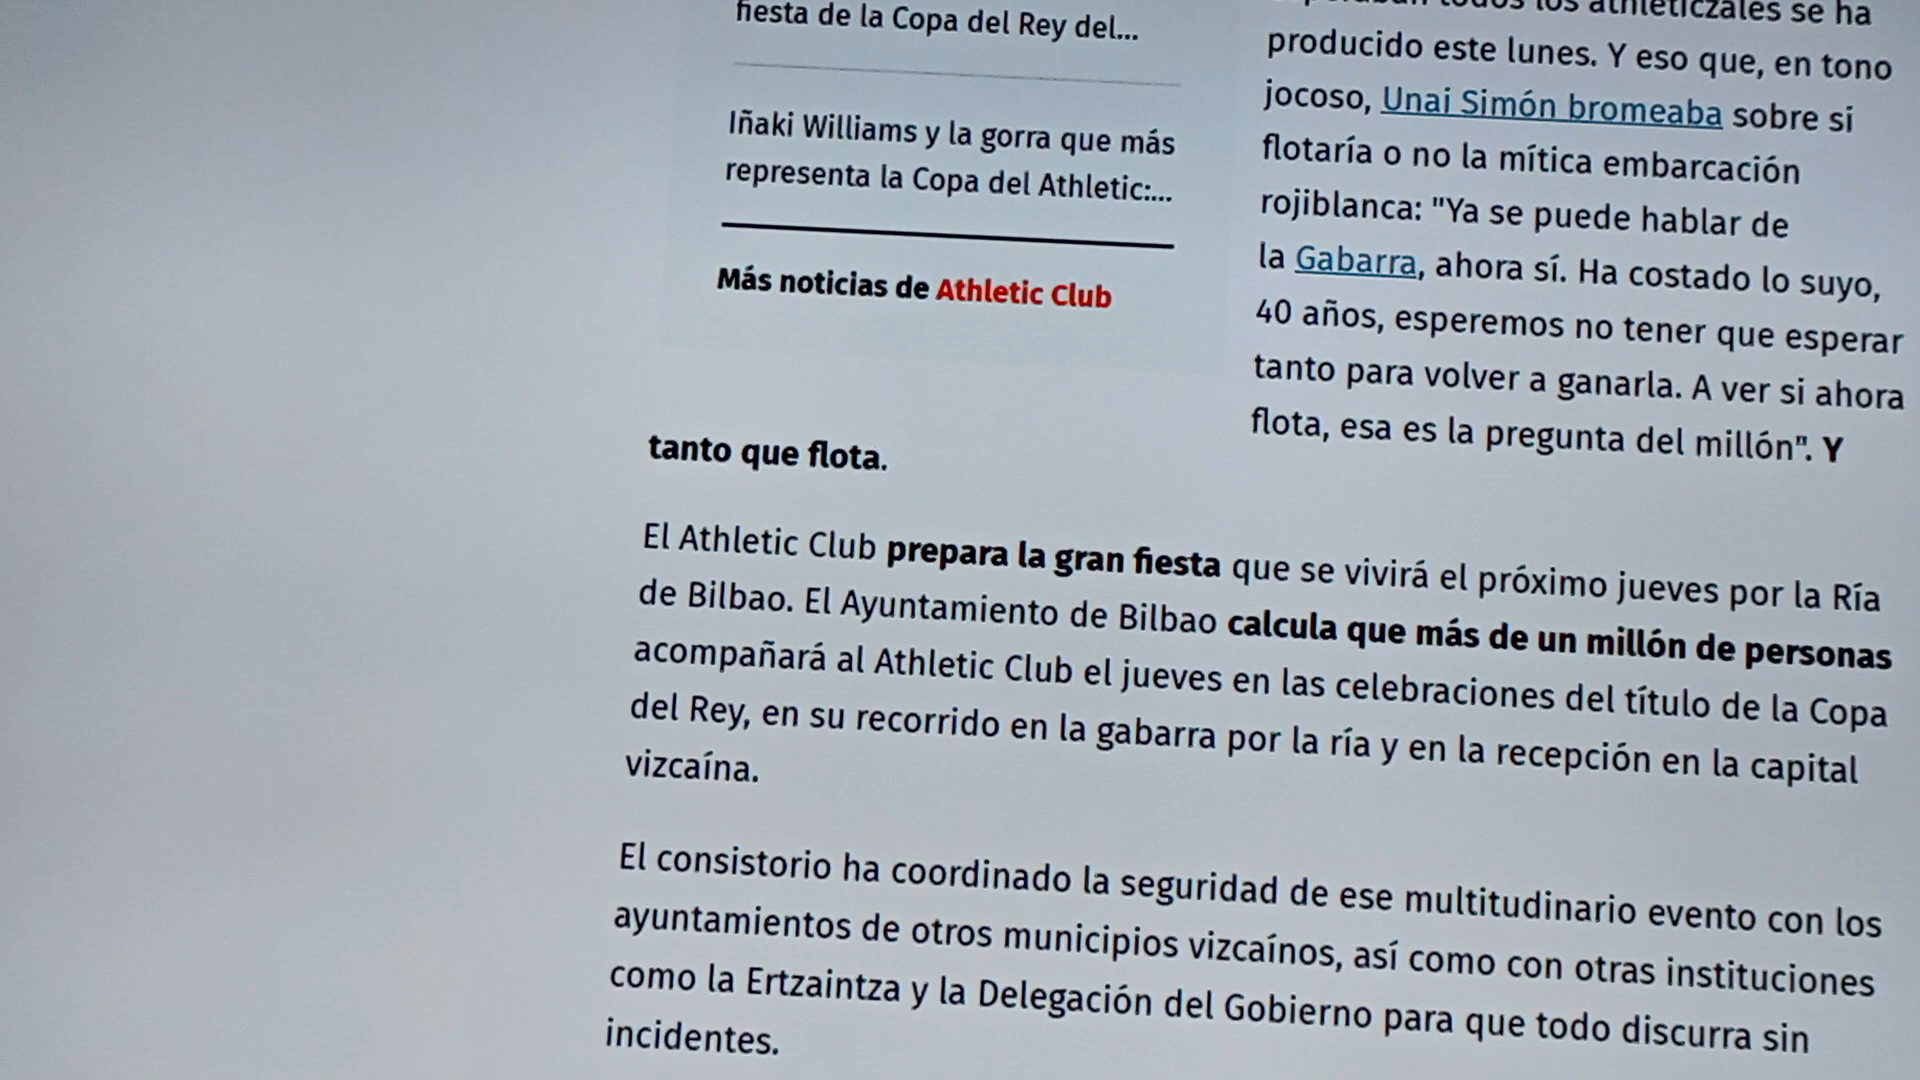 fiesta de la Copa del Rey del...
Iñaki Williams y la gorra que más
representa la Copa del Athletic:...
Más noticias de Athletic Club
todos los athleticzales se ha
producido este lunes. Y eso que, en tono
jocoso, Unai Simón bromeaba sobre si
flotaría o no la mítica embarcación
rojiblanca: "Ya se puede hablar de
la Gabarra, ahora sí. Ha costado lo suyo,
40 años, esperemos no tener que esperar
tanto para volver a ganarla. A ver si ahora
flota, esa es la pregunta del millón". Y
tanto que flota.
El Athletic Club prepara la gran fiesta que se vivirá el próximo jueves por la Ría
de Bilbao. El Ayuntamiento de Bilbao calcula que más de un millón de personas
acompañará al Athletic Club el jueves en las celebraciones del título de la Copa
del Rey, en su recorrido en la gabarra por la ría y en la recepción en la capital
vizcaína.
El consistorio ha coordinado la seguridad de ese multitudinario evento con los
ayuntamientos de otros municipios vizcaínos, así como con otras instituciones
como la Ertzaintza y la Delegación del Gobierno para que todo discurra sin
incidentes.